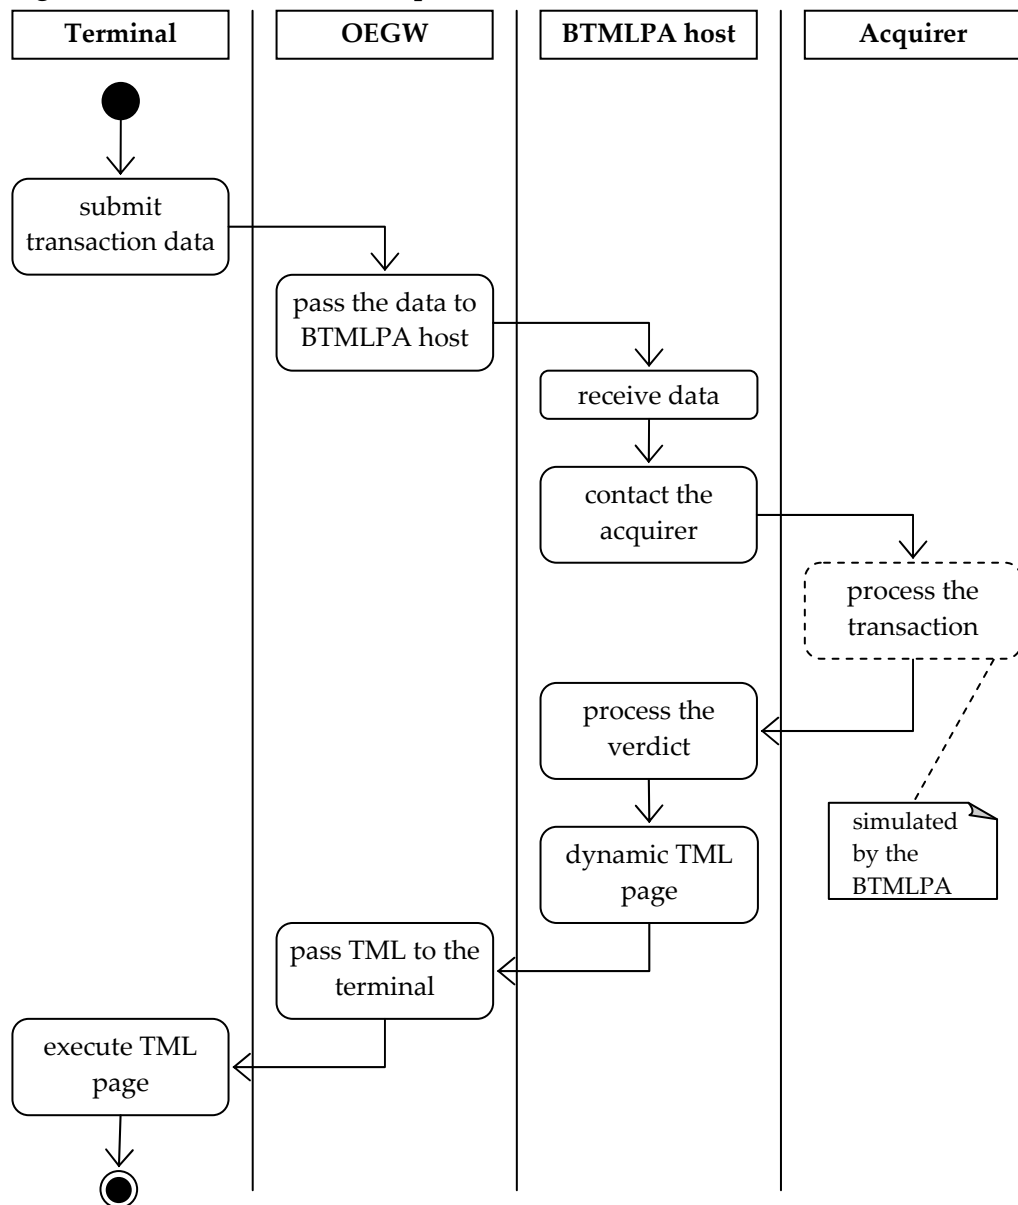 Terminal
OEGW
BTMLPA host
Acquirer
submit
transaction data
pass the data to
BTMLPA host
receive data
contact the
acquirer
process the
transaction
process the
verdict
simulated
by the
BTMLPA
dynamic TML
page
pass TML to the
terminal
execute TML
page